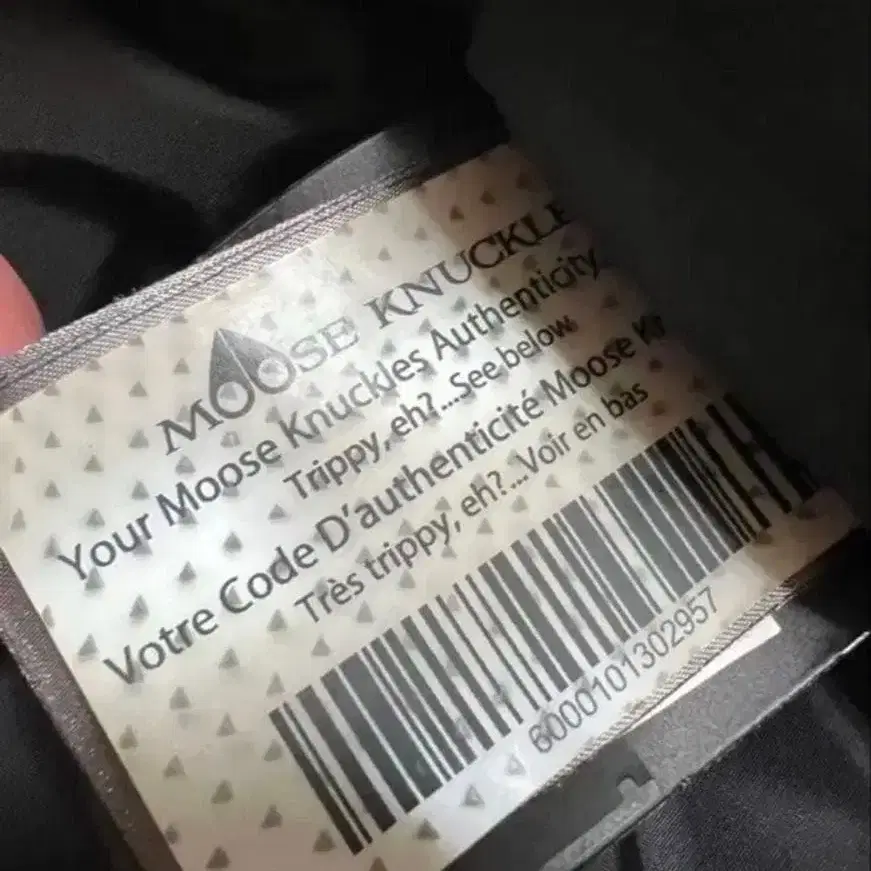 MOOSE KNUCKLE
Your Moose Knuckles Authenticity
Trippy, eh?...See below
Votre Code D'authenticité Moose
Très trippy, eh?...Voir en bas
6000101302957